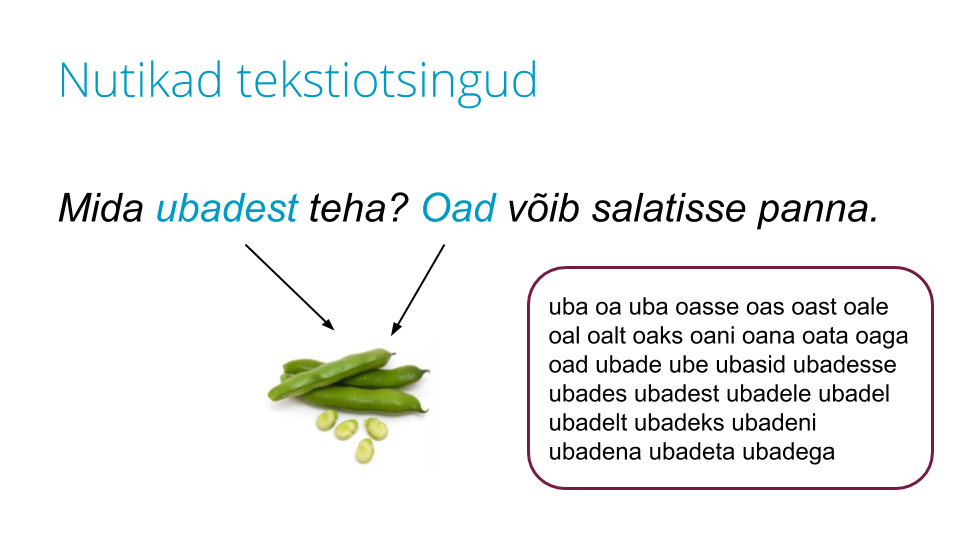 Nutikad tekstiotsingud
Mida ubadest teha? Oad võib salatisse panna.
uba oa uba oasse oas oast oale
oal oalt oaks oani oana oata oaga
oad ubade ube ubasid ubadesse
ubades ubadest ubadele ubadel
ubadelt ubadeks ubadeni
ubadena ubadeta ubadega